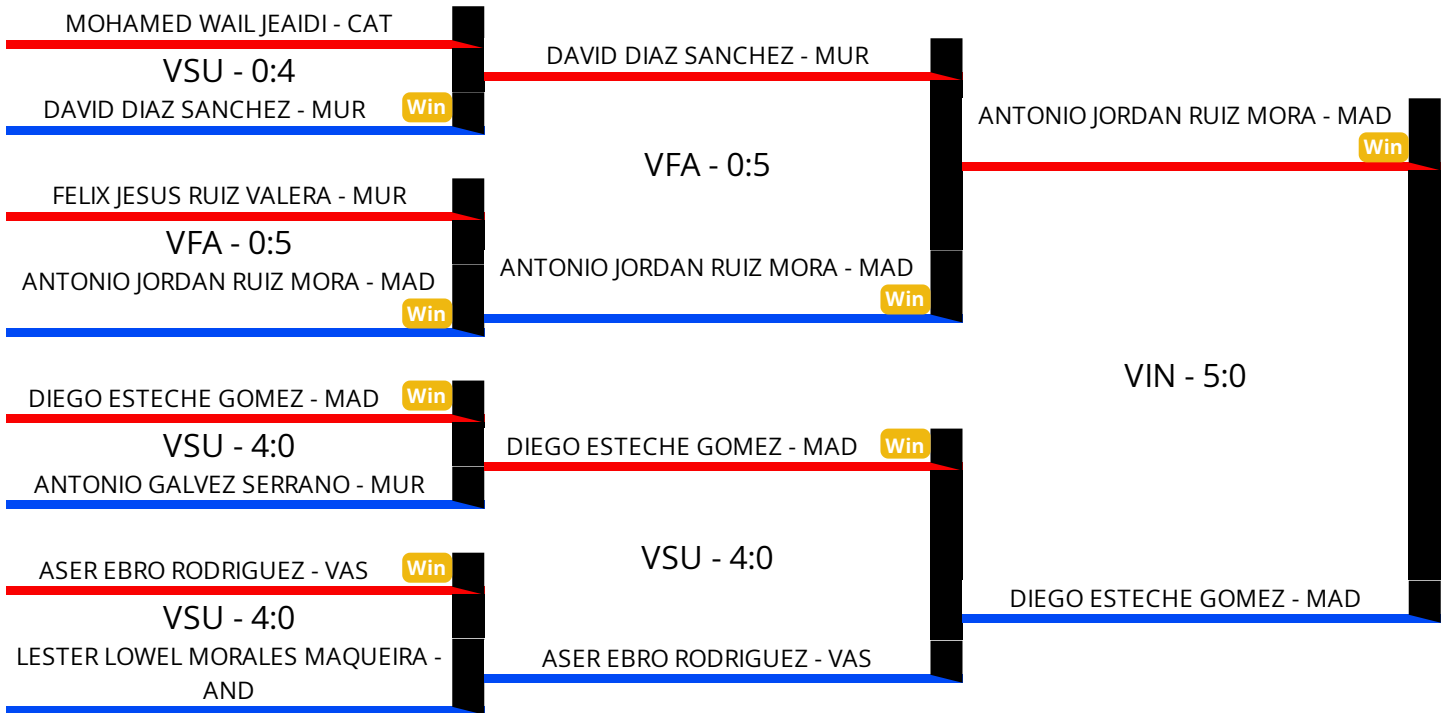 MOHAMED WAIL JEAIDI - CAT
VSU - 0:4
DAVID DIAZ SANCHEZ - MUR
Win
FELIX JESUS RUIZ VALERA - MUR
VFA - 0:5
ANTONIO JORDAN RUIZ MORA - MAD
Win
DIEGO ESTECHE GOMEZ - MAD
Win
VSU - 4:0
ANTONIO GALVEZ SERRANO - MUR
ASER EBRO RODRIGUEZ - VAS
Win
VSU - 4:0
LESTER LOWEL MORALES MAQUEIRA -
AND
DAVID DIAZ SANCHEZ - MUR
VFA - 0:5
ANTONIO JORDAN RUIZ MORA - MAD
Win
DIEGO ESTECHE GOMEZ - MAD
Win
VSU - 4:0
ASER EBRO RODRIGUEZ - VAS
ANTONIO JORDAN RUIZ MORA - MAD
Win
VIN - 5:0
DIEGO ESTECHE GOMEZ - MAD